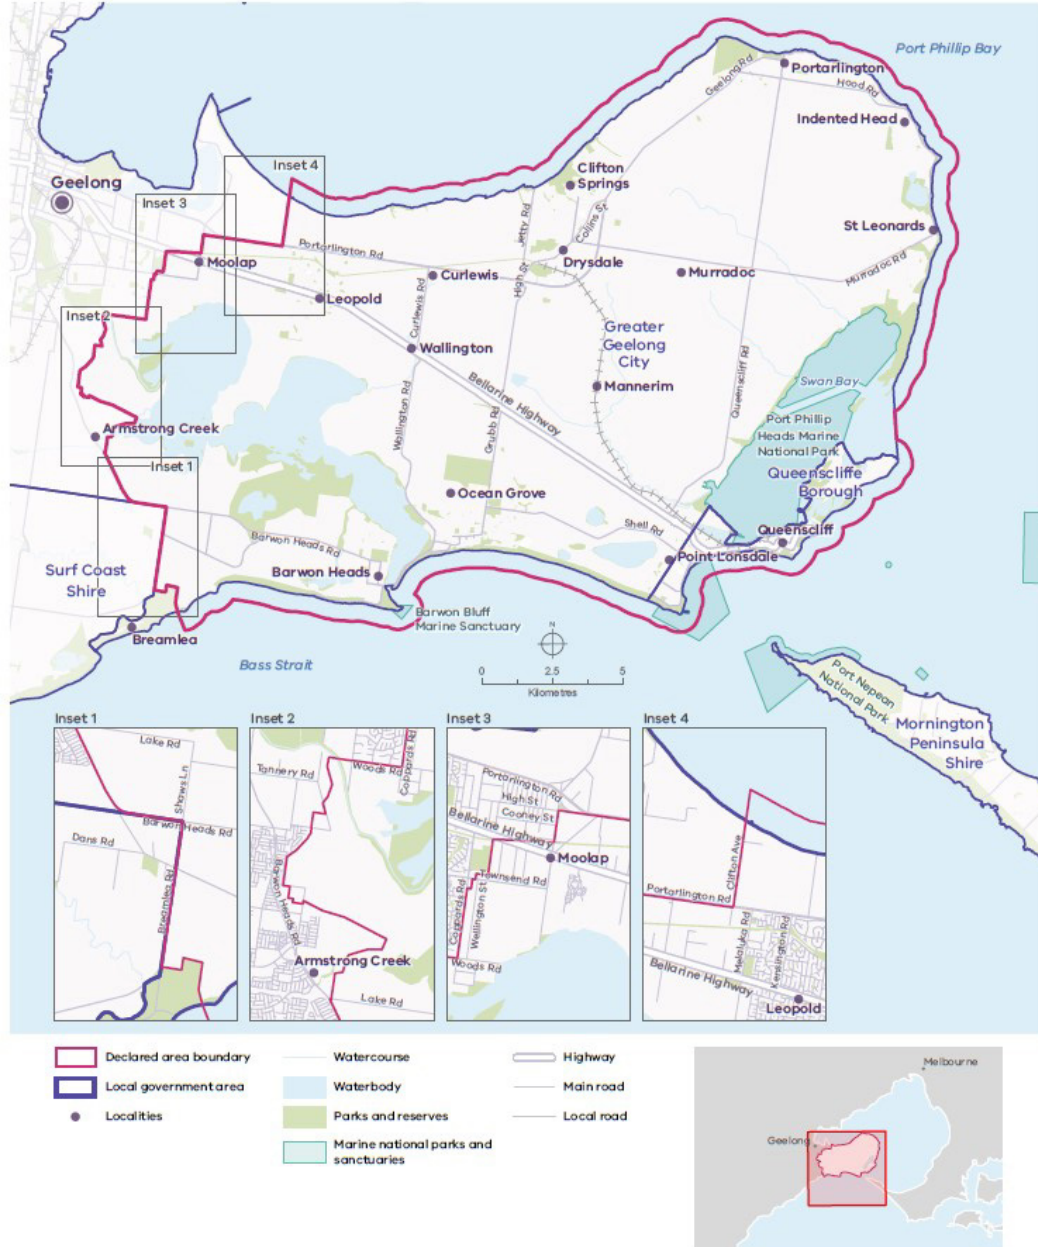 Port Phillip Bay
Portarlington
Geelong Rd
Hood Rd
Indented Head
Inset 4
Clifton
Springs
Geelong
Inset 3
Jetty Rd
Collins St
St Leonards
Portarlington Rd
Moolap
Drysdale
Curlewis
High St
Murradoc
Murradoc Rd
Leopold
Curlewis Rd
Inset 2
Greater
Geelong
City
Wallington
Bellarine Highway
Mannerim
Queenscliff Rd
Swan Bay
Wallington Rd
Grubb Rd
Port Phillip
Heads Marine
National Park
Armstrong Creek
Inset 1
Queenscliffe
Borough
Ocean Grove
Shell Rd
Queenscliff
Barwon Heads Rd
Point Lonsdale
Surf Coast
Shire
Barwon Heads
Barwon Bluff
Marine Sanctuary
Breamlea
Bass Strait
N
0
2.5
5
Kilometres
Port Nepean
National Park
Mornington
Peninsula
Shire
Inset 1
Lake Rd
Shaws Ln
Barwon Heads Rd
Dans Rd
Breamlea Rd
Inset 2
Tannery Rd
Woods Rd
Coppards Rd
Barwon Heads Rd
Armstrong Creek
Lake Rd
Inset 3
Portarlington Rd
High St
Cooney St
Bellarine Highway
Moolap
Townsend Rd
Coppards Rd
Wellington St
Woods Rd
Inset 4
Clifton Ave
Portarlington Rd
Melaluka Rd
Kensington Rd
Bellarine Highway
Leopold
Declared area boundary
Local government area
Localities
Watercourse
Waterbody
Parks and reserves
Marine national parks and
sanctuaries
Highway
Main road
Local road
Melbourne
Geelong